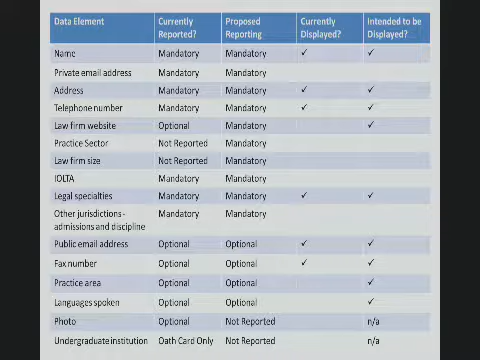 Data Element Currently Reported? Proposed Reporting Currently Displayed? Intended to be Displayed?
Name Mandatory Mandatory ✓ ✓
Private email address Mandatory Mandatory
Address Mandatory Mandatory ✓ ✓
Telephone number Mandatory Mandatory ✓ ✓
Law firm website Optional Mandatory ✓
Practice Sector Not Reported Mandatory
Law firm size Not Reported Mandatory
IOLTA Mandatory Mandatory
Legal specialties Mandatory Mandatory ✓ ✓
Other jurisdictions - admissions and discipline Mandatory Mandatory
Public email address Optional Optional ✓ ✓
Fax number Optional Optional ✓ ✓
Practice area Optional Optional ✓
Languages spoken Optional Optional ✓
Photo Optional Not Reported n/a
Undergraduate institution Oath Card Only Not Reported n/a